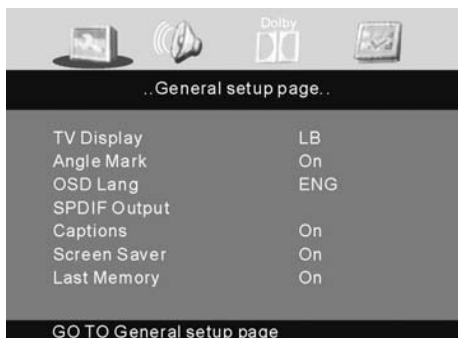 Dolby
..General setup page..
TV Display LB
Angle Mark On
OSD Lang ENG
SPDIF Output
Captions On
Screen Saver On
Last Memory On
GO TO General setup page